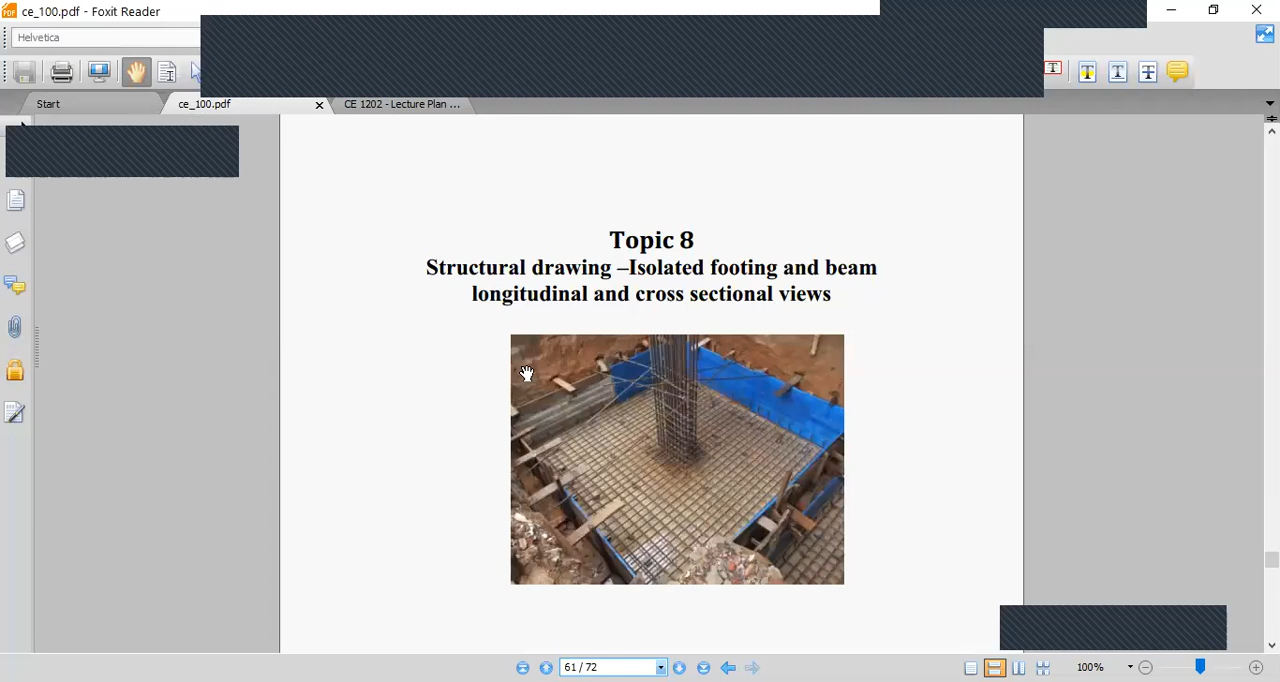 ce_100.pdf - Foxit Reader
Helvetica
Start
ce_100.pdf
CE 1202 - Lecture Plan ...
Topic 8
Structural drawing –Isolated footing and beam
longitudinal and cross sectional views
61 / 72
100%